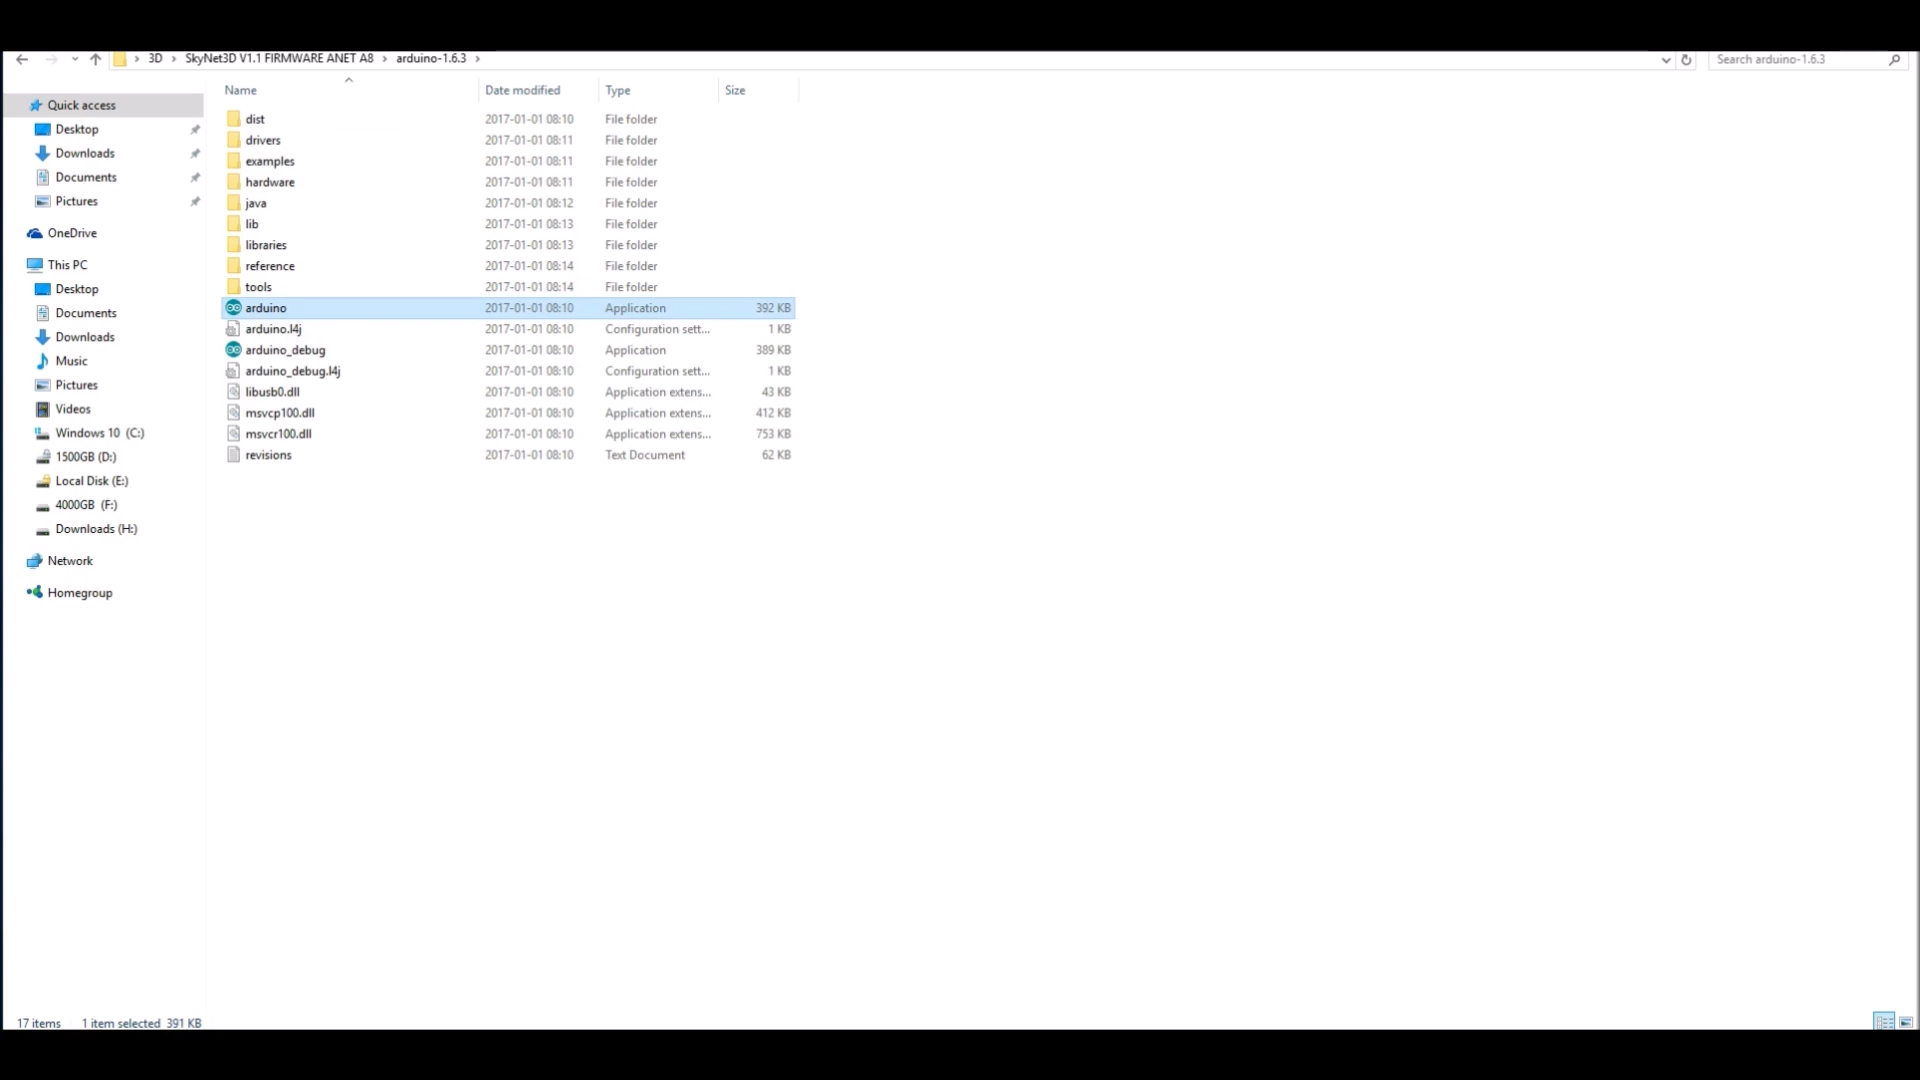 3D > SkyNet3D V1.1 FIRMWARE ANET A8 > arduino-1.6.3 >
Search arduino-1.6.3
Name Date modified Type Size
Quick access
Desktop
Downloads
Documents
Pictures
OneDrive
This PC
Desktop
Documents
Downloads
Music
Pictures
Videos
Windows 10 (C:)
1500GB (D:)
Local Disk (E:)
4000GB (F:)
Downloads (H:)
Network
Homegroup
dist 2017-01-01 08:10 File folder
drivers 2017-01-01 08:11 File folder
examples 2017-01-01 08:11 File folder
hardware 2017-01-01 08:11 File folder
java 2017-01-01 08:12 File folder
lib 2017-01-01 08:13 File folder
libraries 2017-01-01 08:13 File folder
reference 2017-01-01 08:14 File folder
tools 2017-01-01 08:14 File folder
arduino 2017-01-01 08:10 Application 392 KB
arduino.l4j 2017-01-01 08:10 Configuration sett... 1 KB
arduino_debug 2017-01-01 08:10 Application 389 KB
arduino_debug.l4j 2017-01-01 08:10 Configuration sett... 1 KB
libusb0.dll 2017-01-01 08:10 Application extens... 43 KB
msvcp100.dll 2017-01-01 08:10 Application extens... 412 KB
msvcr100.dll 2017-01-01 08:10 Application extens... 753 KB
revisions 2017-01-01 08:10 Text Document 62 KB
17 items 1 item selected 391 KB